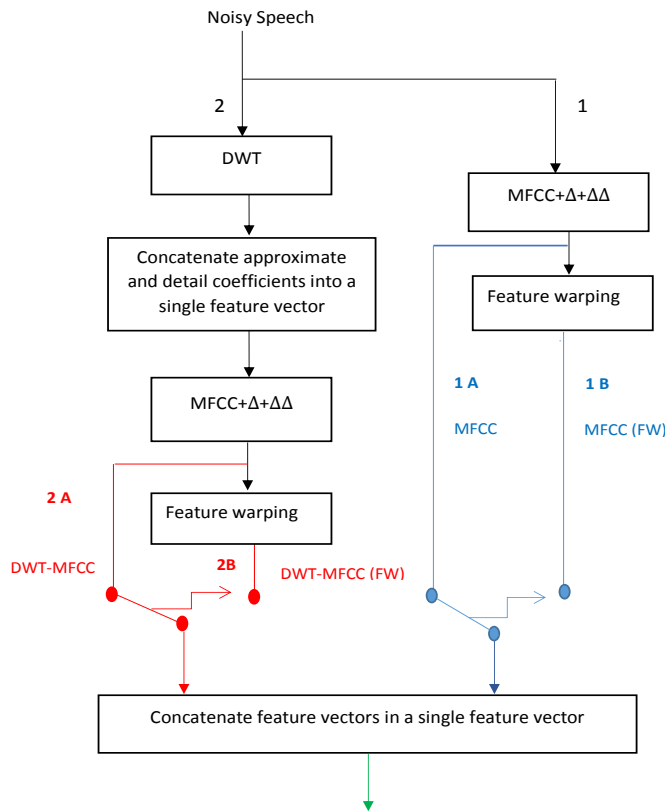 Noisy Speech
2
1
DWT
MFCC+Δ+ΔΔ
Concatenate approximate
and detail coefficients into a
single feature vector
Feature warping
1 A
1 B
MFCC+Δ+ΔΔ
MFCC
MFCC (FW)
2 A
Feature warping
2B
DWT-MFCC
DWT-MFCC (FW)
Concatenate feature vectors in a single feature vector